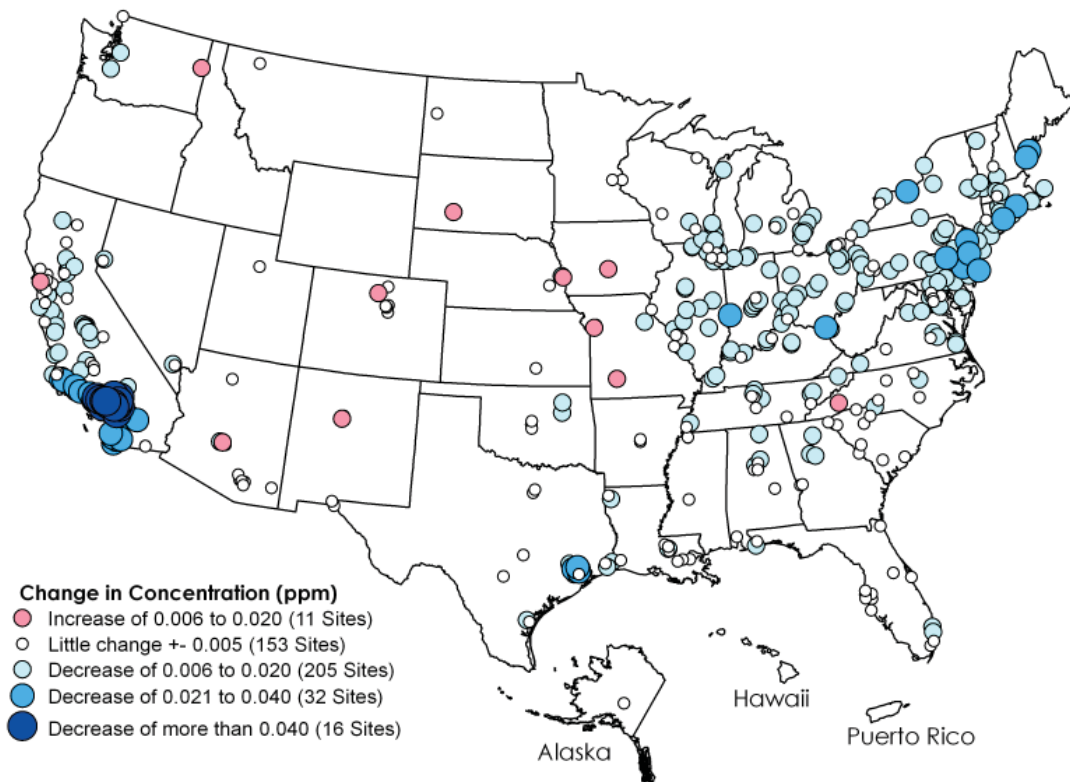 Change in Concentration (ppm)
Increase of 0.006 to 0.020 (11 Sites)
Little change +- 0.005 (153 Sites)
Decrease of 0.006 to 0.020 (205 Sites)
Decrease of 0.021 to 0.040 (32 Sites)
Decrease of more than 0.040 (16 Sites)
Alaska
Hawaii
Puerto Rico